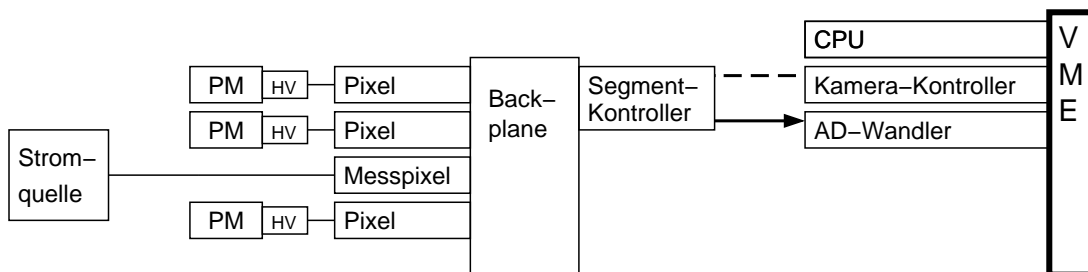 CPU
V
M
E
PM HV Pixel
Segment–
Kontroller
Kamera–Kontroller
Back–
plane
PM HV Pixel
AD–Wandler
Strom–
quelle
Messpixel
PM HV Pixel